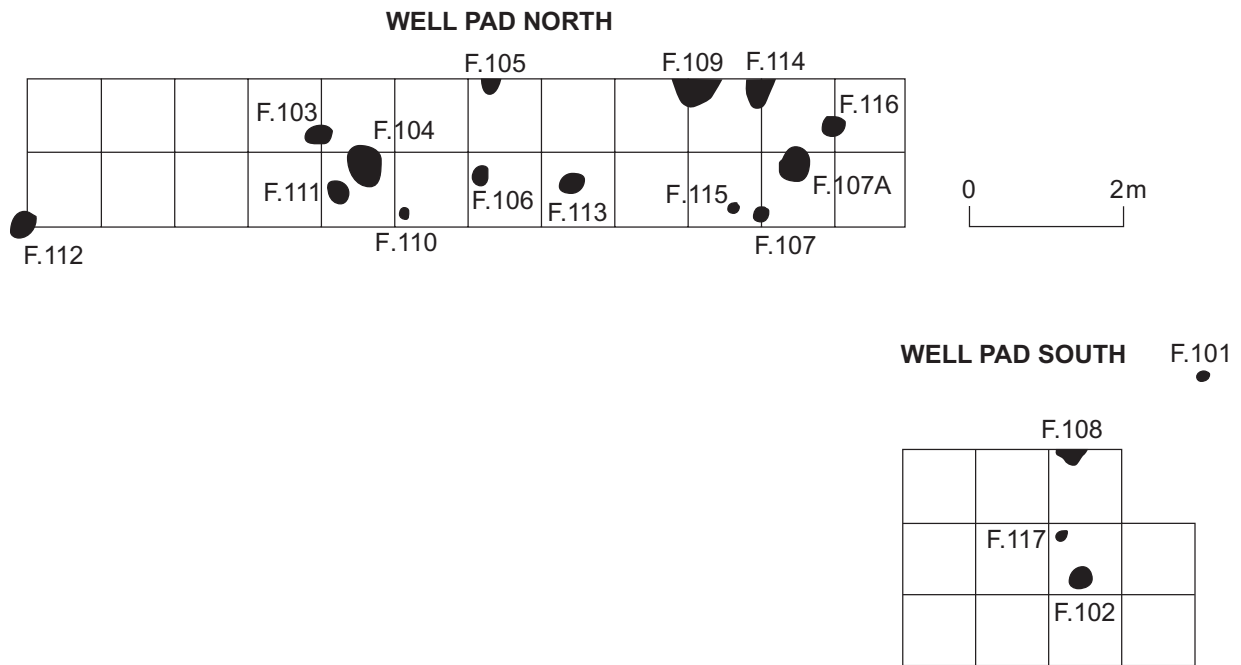 WELL PAD NORTH
F.105
F.109
F.114
F.103
F.104
F.116
F.111
F.106
F.113
F.115
F.107A
F.110
F.107
F.112
0 2m
WELL PAD SOUTH
F.101
F.108
F.117
F.102